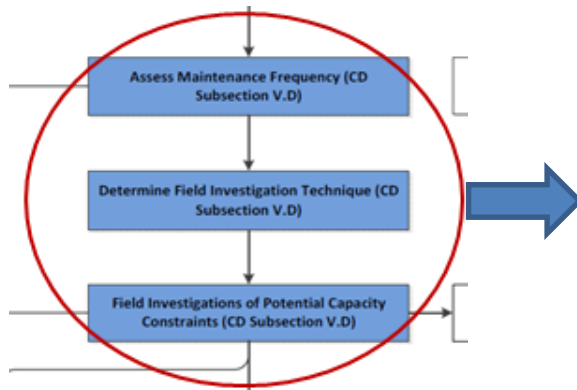 Assess Maintenance Frequency (CD
Subsection V.D)
Determine Field Investigation Technique (CD
Subsection V.D)
Field Investigations of Potential Capacity
Constraints (CD Subsection V.D)